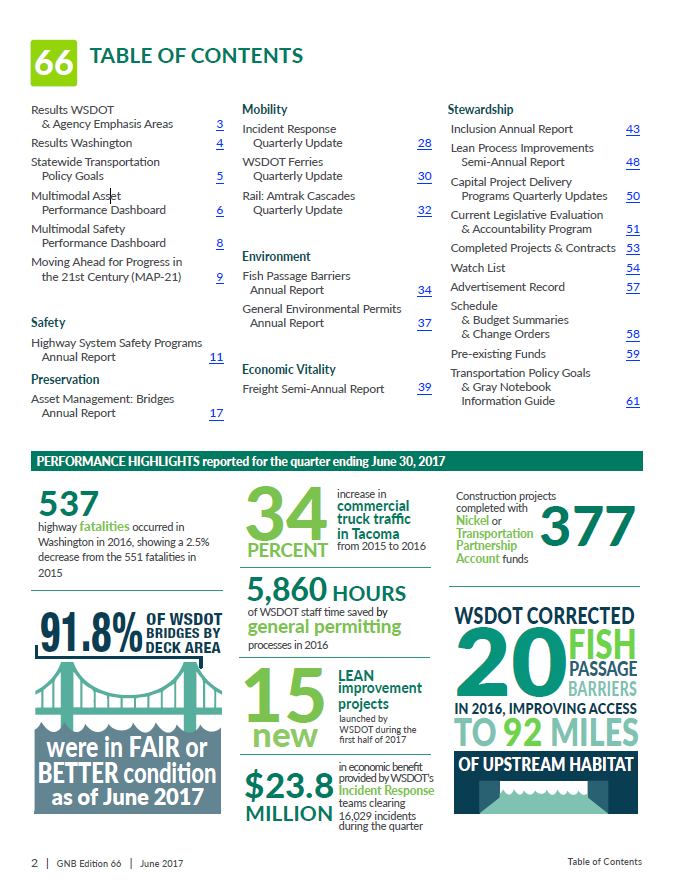 66 TABLE OF CONTENTS
Results WSDOT
& Agency Emphasis Areas 3
Results Washington 4
Statewide Transportation
Policy Goals 5
Multimodal Asset
Performance Dashboard 6
Multimodal Safety
Performance Dashboard 8
Moving Ahead for Progress in
the 21st Century (MAP-21) 9
Safety
Highway System Safety Programs
Annual Report 11
Preservation
Asset Management: Bridges
Annual Report 17
Mobility
Incident Response
Quarterly Update 28
WSDOT Ferries
Quarterly Update 30
Rail: Amtrak Cascades
Quarterly Update 32
Environment
Fish Passage Barriers
Annual Report 34
General Environmental Permits
Annual Report 37
Economic Vitality
Freight Semi-Annual Report 39
Stewardship
Inclusion Annual Report 43
Lean Process Improvements
Semi-Annual Report 48
Capital Project Delivery
Programs Quarterly Updates 50
Current Legislative Evaluation
& Accountability Program 51
Completed Projects & Contracts 53
Watch List 54
Advertisement Record 57
Schedule
& Budget Summaries
& Change Orders 58
Pre-existing Funds 59
Transportation Policy Goals
& Gray Notebook
Information Guide 61
PERFORMANCE HIGHLIGHTS reported for the quarter ending June 30, 2017
537
highway fatalities occurred in
Washington in 2016, showing a 2.5%
decrease from the 551 fatalities in
2015
91.8% OF WSDOT
BRIDGES BY
DECK AREA
were in FAIR or
BETTER condition
as of June 2017
34
PERCENT
increase in
commercial
truck traffic
in Tacoma
from 2015 to 2016
5,860 HOURS
of WSDOT staff time saved by
general permitting
processes in 2016
15
new
LEAN
improvement
projects
launched by
WSDOT during the
first half of 2017
$23.8
MILLION
in economic benefit
provided by WSDOT's
Incident Response
teams clearing
16,029 incidents
during the quarter
Construction projects
completed with
Nickel or
Transportation
Partnership
Account funds
377
WSDOT CORRECTED
20 FISH
PASSAGE
BARRIERS
IN 2016, IMPROVING ACCESS
TO 92 MILES
OF UPSTREAM HABITAT
2 | GNB Edition 66 | June 2017
Table of Contents